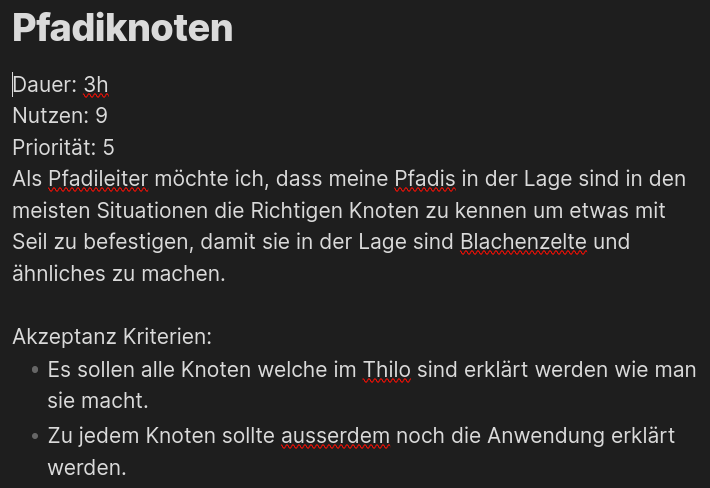 Pfadiknoten
Dauer: 3h
Nutzen: 9
Priorität: 5
Als Pfadileiter möchte ich, dass meine Pfadis in der Lage sind in den
meisten Situationen die Richtigen Knoten zu kennen um etwas mit
Seil zu befestigen, damit sie in der Lage sind Blachenzelte und
ähnliches zu machen.
Akzeptanz Kriterien:
• Es sollen alle Knoten welche im Thilo sind erklärt werden wie man
sie macht.
• Zu jedem Knoten sollte ausserdem noch die Anwendung erklärt
werden.